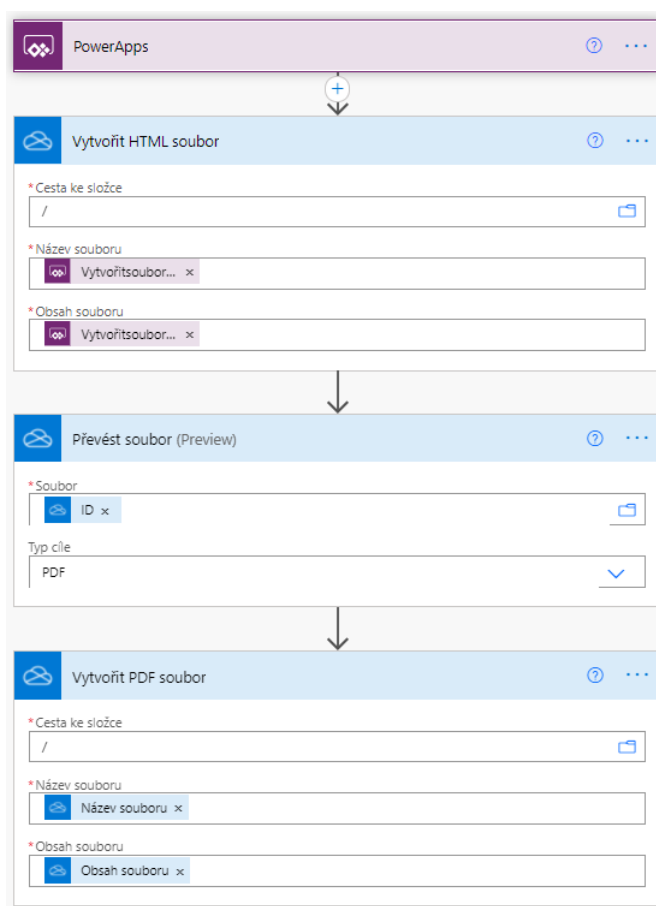 PowerApps
Vytvořit HTML soubor
*Cesta ke složce
/
*Název souboru
Vytvořitsoubor... ×
*Obsah souboru
Vytvořitsoubor... ×
Převést soubor (Preview)
*Soubor
ID ×
Typ cíle
PDF
Vytvořit PDF soubor
*Cesta ke složce
/
*Název souboru
Název souboru ×
*Obsah souboru
Obsah souboru ×